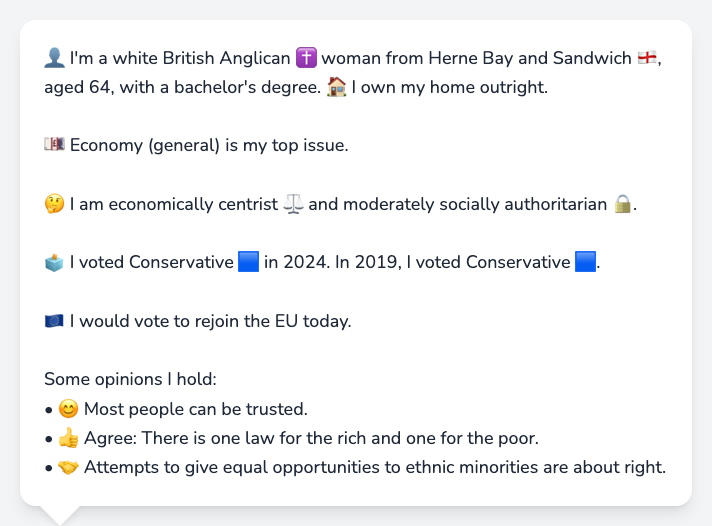 👤 I'm a white British Anglican ✝️ woman from Herne Bay and Sandwich 🏴󠁧󠁢󠁥󠁮󠁧󠁿,
aged 64, with a bachelor's degree. 🏠 I own my home outright.
💷 Economy (general) is my top issue.
🤔 I am economically centrist ⚖️ and moderately socially authoritarian 🔒.
🗳️ I voted Conservative 🟦 in 2024. In 2019, I voted Conservative 🟦.
🇪🇺 I would vote to rejoin the EU today.
Some opinions I hold:
• 😊 Most people can be trusted.
• 👍 Agree: There is one law for the rich and one for the poor.
• 🤝 Attempts to give equal opportunities to ethnic minorities are about right.